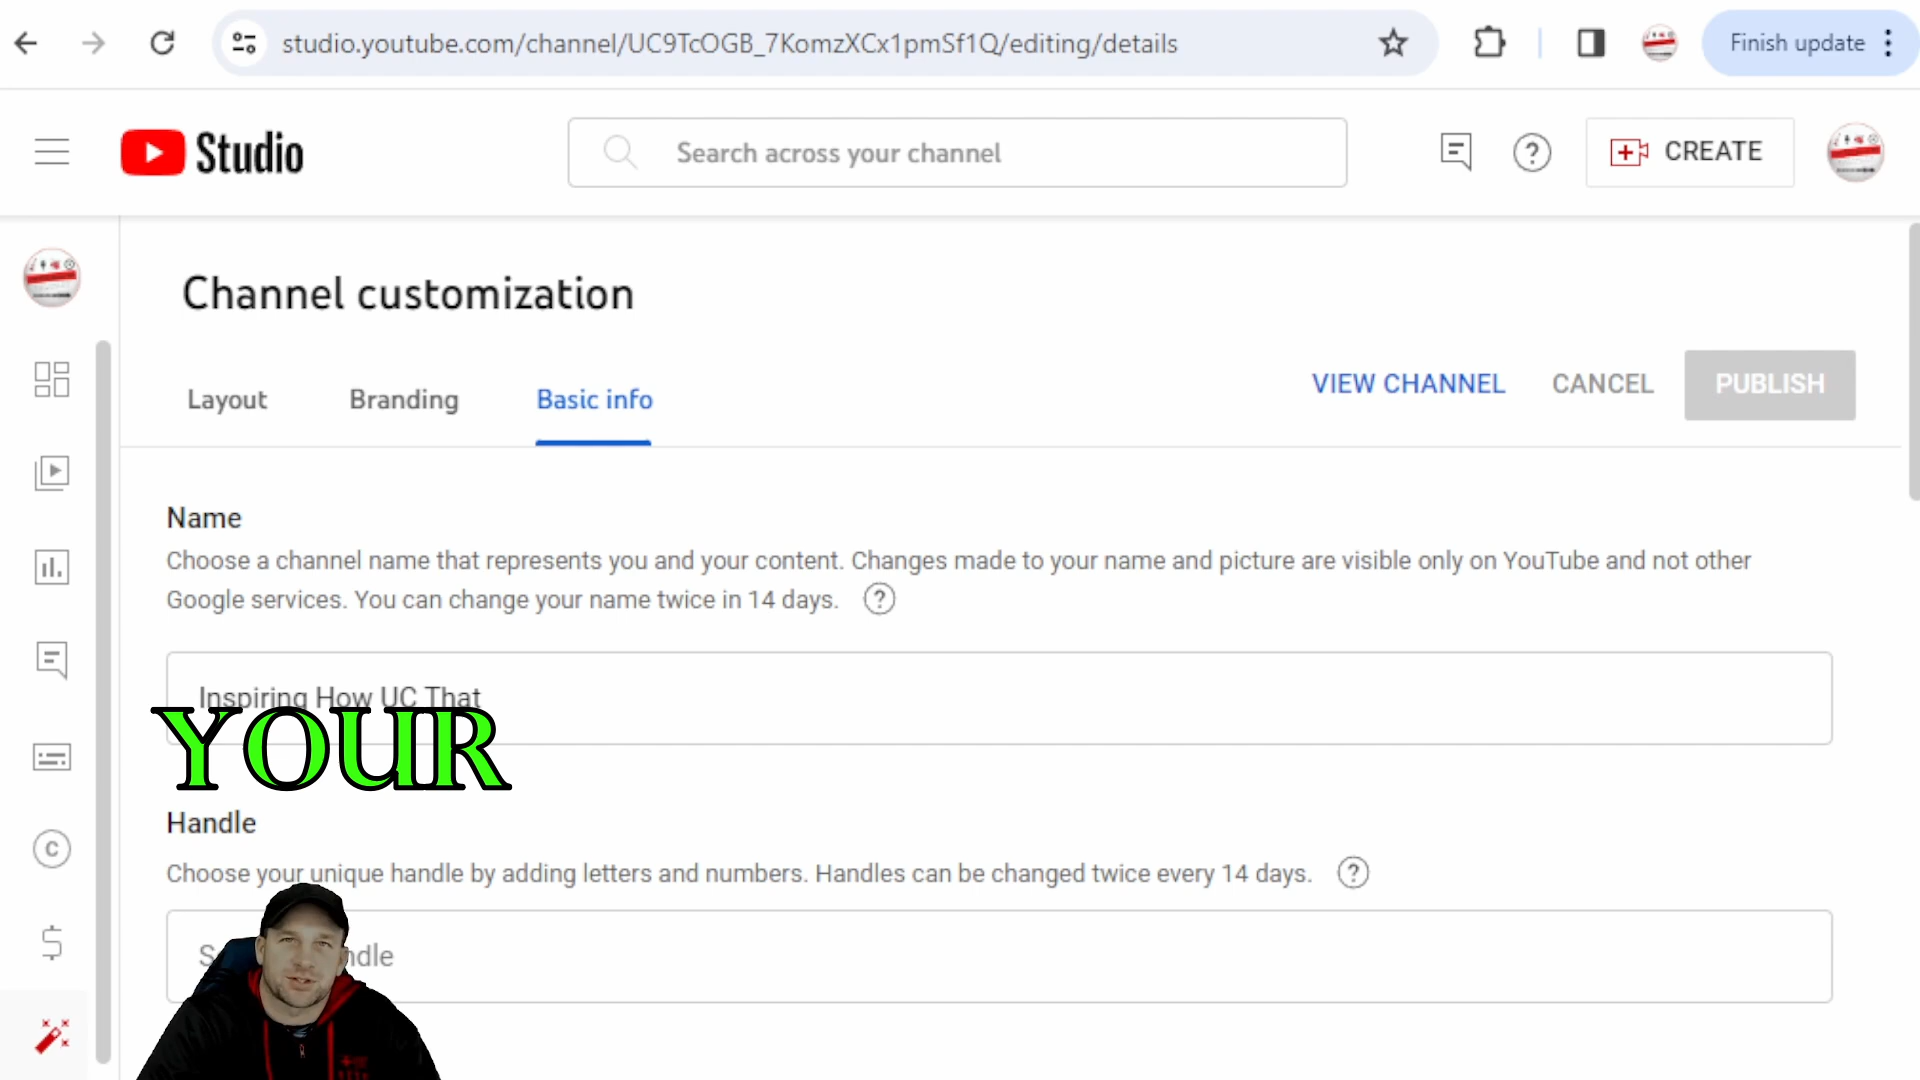 studio.youtube.com/channel/UC9TcOGB_7KomzXCx1pmSf1Q/editing/details
Finish update
Studio
Search across your channel
CREATE
Channel customization
Layout
Branding
Basic info
VIEW CHANNEL
CANCEL
PUBLISH
Name
Choose a channel name that represents you and your content. Changes made to your name and picture are visible only on YouTube and not other
Google services. You can change your name twice in 14 days.
Inspiring How UC That
YOUR
Handle
Choose your unique handle by adding letters and numbers. Handles can be changed twice every 14 days.